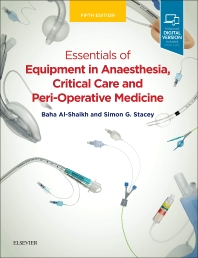 FIFTH EDITION
DIGITAL
VERSION
Essentials of
Equipment in Anaesthesia,
Critical Care and
Peri-Operative Medicine
Baha Al-Shaikh and Simon G. Stacey
ELSEVIER